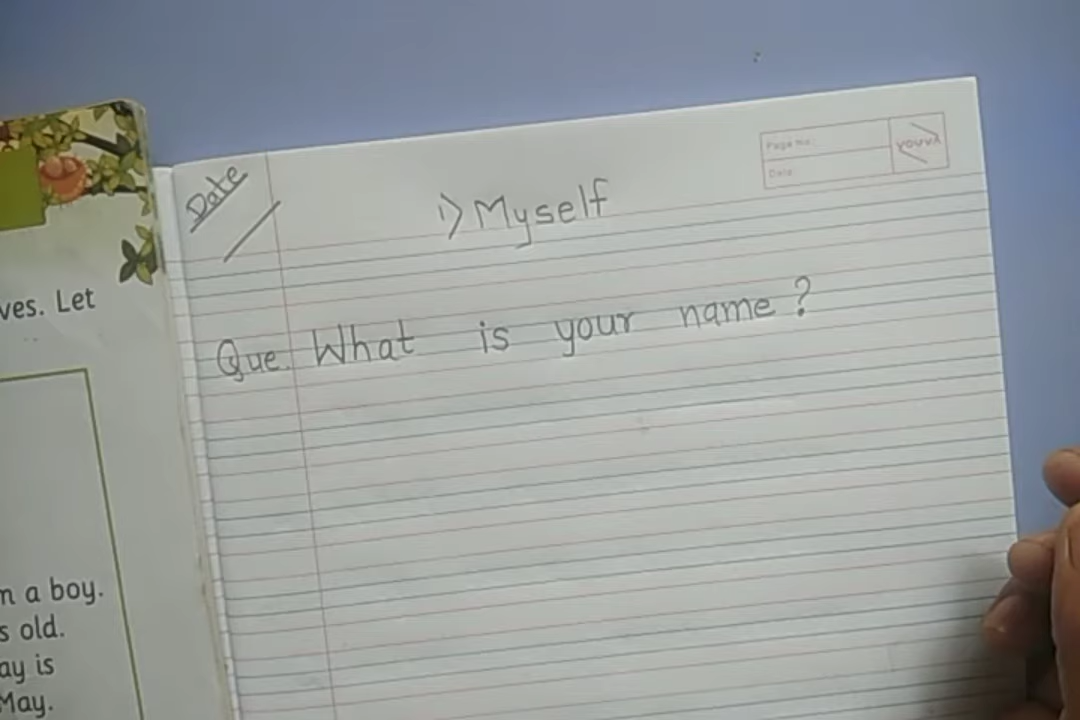 ves. Let
m a boy.
s old.
ay is
May.
Date
1) Myself
Page No.
Date
youva
Que. What is your name?